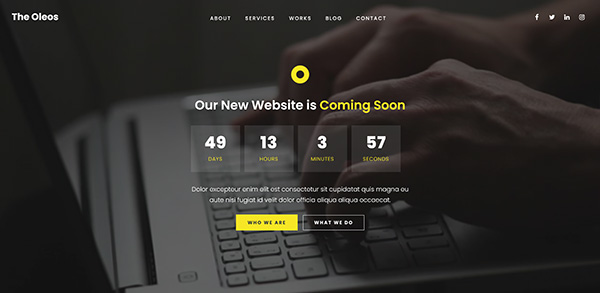 The Oleos
ABOUT SERVICES WORKS BLOG CONTACT
Our New Website is Coming Soon
49 13 3 57
DAYS HOURS MINUTES SECONDS
Dolor excepteur enim elit est consectetur sit cupidatat quis magna eu
aute nisi fugiat id velit dolor officia aliqua aliqua occaecat.
WHO WE ARE WHAT WE DO